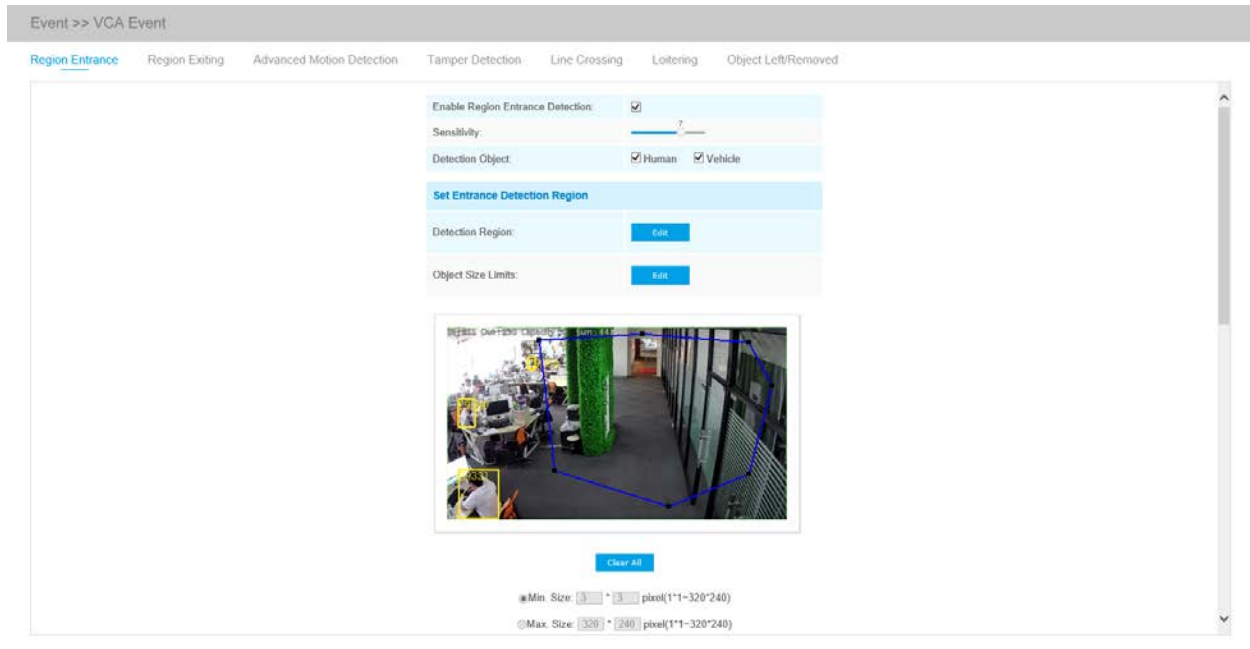 Event >> VCA Event
Region Entrance Region Exiting Advanced Motion Detection Tamper Detection Line Crossing Loitering Object Left/Removed
Enable Region Entrance Detection:
Sensitivity:
7
Detection Object: Human Vehicle
Set Entrance Detection Region
Detection Region: Edit
Object Size Limits: Edit
Clear All
Min. Size: 3 * 3 pixel(1*1~320*240)
Max. Size: 320 * 240 pixel(1*1~320*240)